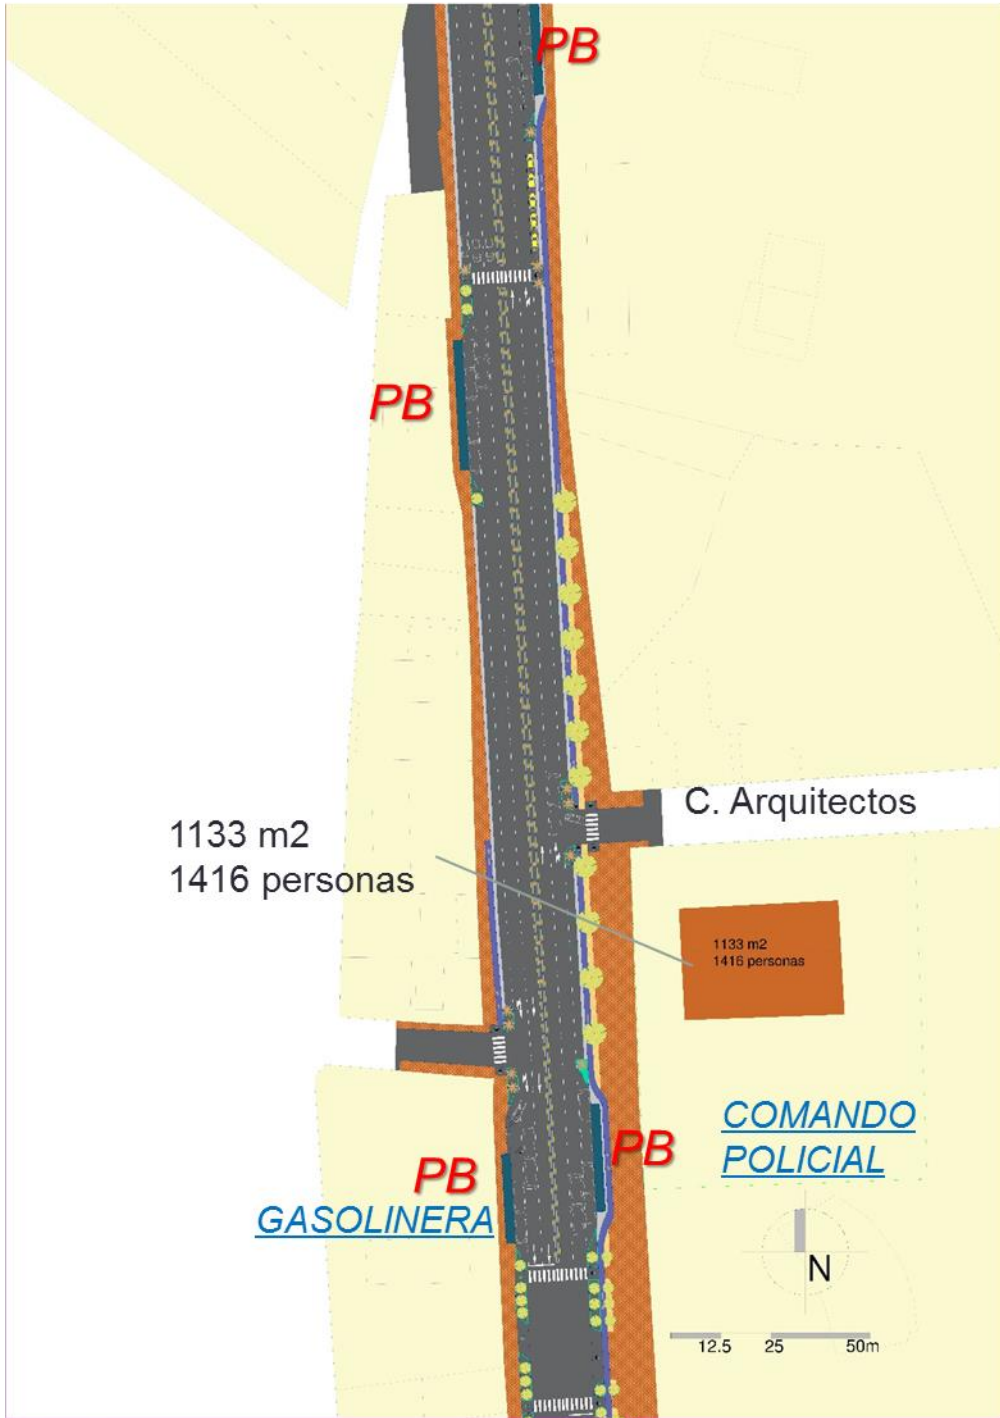 PB
PB
C. Arquitectos
1133 m2
1416 personas
1133 m2
1416 personas
COMANDO
POLICIAL
PB
PB
GASOLINERA
N
12.5 25 50m